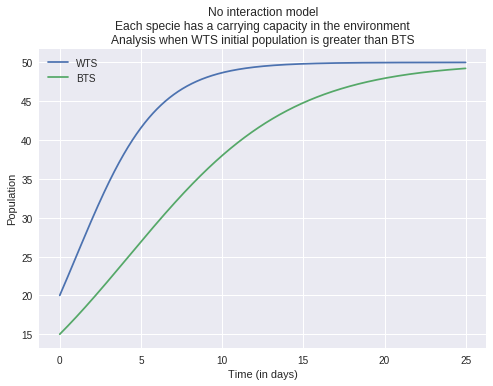 No interaction model
Each specie has a carrying capacity in the environment
Analysis when WTS initial population is greater than BTS
WTS
BTS
50
45
40
35
30
25
20
15
Population
0 5 10 15 20 25
Time (in days)